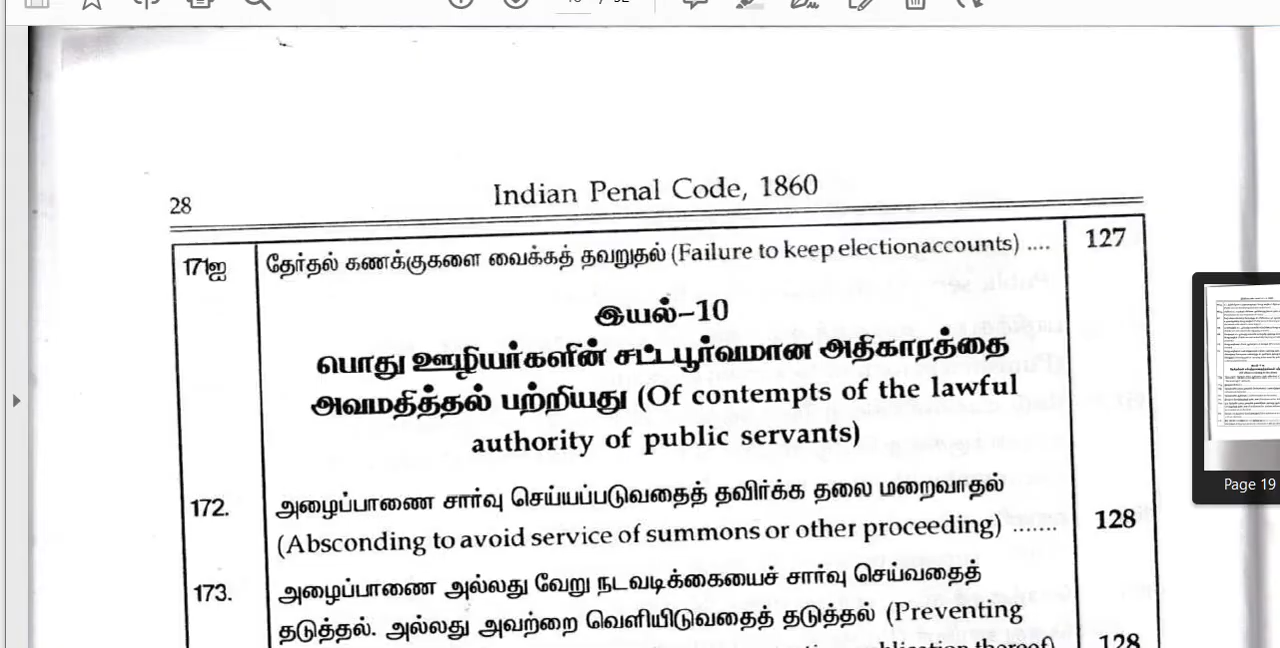 28
Indian Penal Code, 1860
171ஐ தேர்தல் கணக்குகளை வைக்கத் தவறுதல் (Failure to keep election accounts) .... 127
இயல்–10
பொது ஊழியர்களின் சட்டபூர்வமான அதிகாரத்தை
அவமதித்தல் பற்றியது (Of contempts of the lawful
authority of public servants)
172. அழைப்பாணை சார்வு செய்யப்படுவதைத் தவிர்க்க தலை மறைவாதல்
(Absconding to avoid service of summons or other proceeding) ....... 128
173. அழைப்பாணை அல்லது வேறு நடவடிக்கையைச் சார்வு செய்வதைத்
தடுத்தல். அல்லது அவற்றை வெளியிடுவதைத் தடுத்தல் (Preventing
publication thereof) 128
Page 19